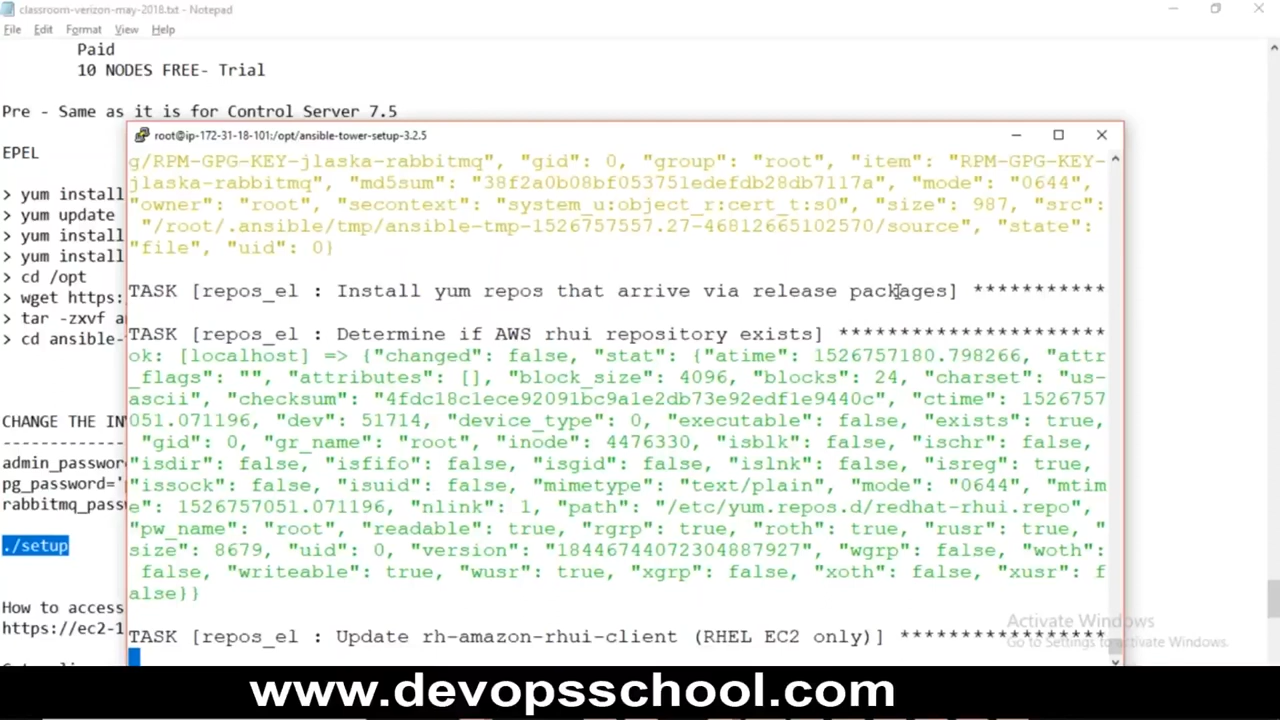 classroom-verizon-may-2018.txt - Notepad
File Edit Format View Help
Paid
10 NODES FREE- Trial
Pre - Same as it is for Control Server 7.5
EPEL
> yum install
> yum update
> yum install
> yum install
> cd /opt
> wget https:
> tar -zxvf a
> cd ansible-
CHANGE THE IN
-----------------
admin_password
pg_password='
rabbitmq_pass
./setup
How to access
https://ec2-1
root@ip-172-31-18-101:/opt/ansible-tower-setup-3.2.5
g/RPM-GPG-KEY-jlaska-rabbitmq", "gid": 0, "group": "root", "item": "RPM-GPG-KEY-
jlaska-rabbitmq", "md5sum": "38f2a0b08bf053751edefdb28db7117a", "mode": "0644",
"owner": "root", "secontext": "system_u:object_r:cert_t:s0", "size": 987, "src":
"/root/.ansible/tmp/ansible-tmp-1526757557.27-46812665102570/source", "state":
"file", "uid": 0}
TASK [repos_el : Install yum repos that arrive via release packages] ***********
TASK [repos_el : Determine if AWS rhui repository exists] **********************
ok: [localhost] => {"changed": false, "stat": {"atime": 1526757180.798266, "attr
_flags": "", "attributes": [], "block_size": 4096, "blocks": 24, "charset": "us-
ascii", "checksum": "4fdc18c1ece92091bc9a1e2db73e92edf1e9440c", "ctime": 1526757
051.071196, "dev": 51714, "device_type": 0, "executable": false, "exists": true,
"gid": 0, "gr_name": "root", "inode": 4476330, "isblk": false, "ischr": false,
"isdir": false, "isfifo": false, "isgid": false, "islnk": false, "isreg": true,
"issock": false, "isuid": false, "mimetype": "text/plain", "mode": "0644", "mtim
e": 1526757051.071196, "nlink": 1, "path": "/etc/yum.repos.d/redhat-rhui.repo",
"pw_name": "root", "readable": true, "rgrp": true, "roth": true, "rusr": true, "
size": 8679, "uid": 0, "version": "18446744072304887927", "wgrp": false, "woth":
false, "writeable": true, "wusr": true, "xgrp": false, "xoth": false, "xusr": f
alse}}
TASK [repos_el : Update rh-amazon-rhui-client (RHEL EC2 only)] *****************
Activate Windows
Go to Settings to activate Windows.
www.devopsschool.com